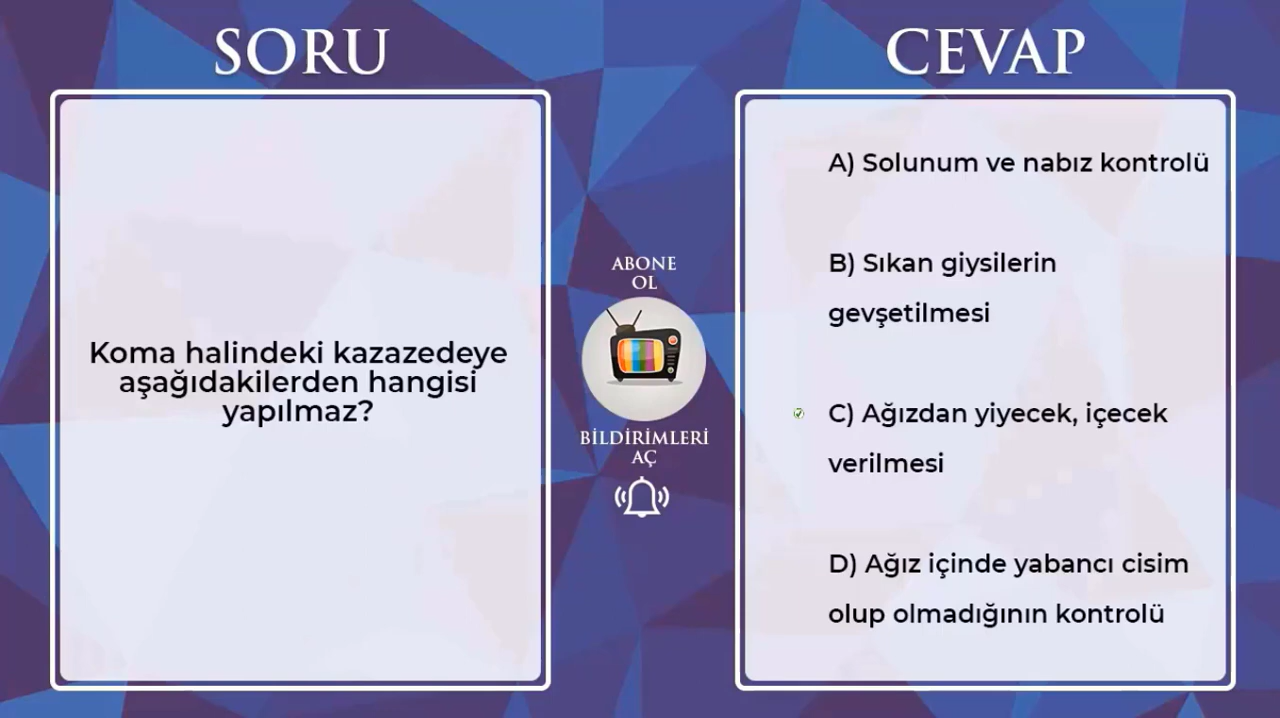 SORU
Koma halindeki kazazedeye
aşağıdakilerden hangisi
yapılmaz?
ABONE
OL
BİLDİRİMLERİ
AÇ
CEVAP
A) Solunum ve nabız kontrolü
B) Sıkan giysilerin
gevşetilmesi
C) Ağızdan yiyecek, içecek
verilmesi
D) Ağız içinde yabancı cisim
olup olmadığının kontrolü